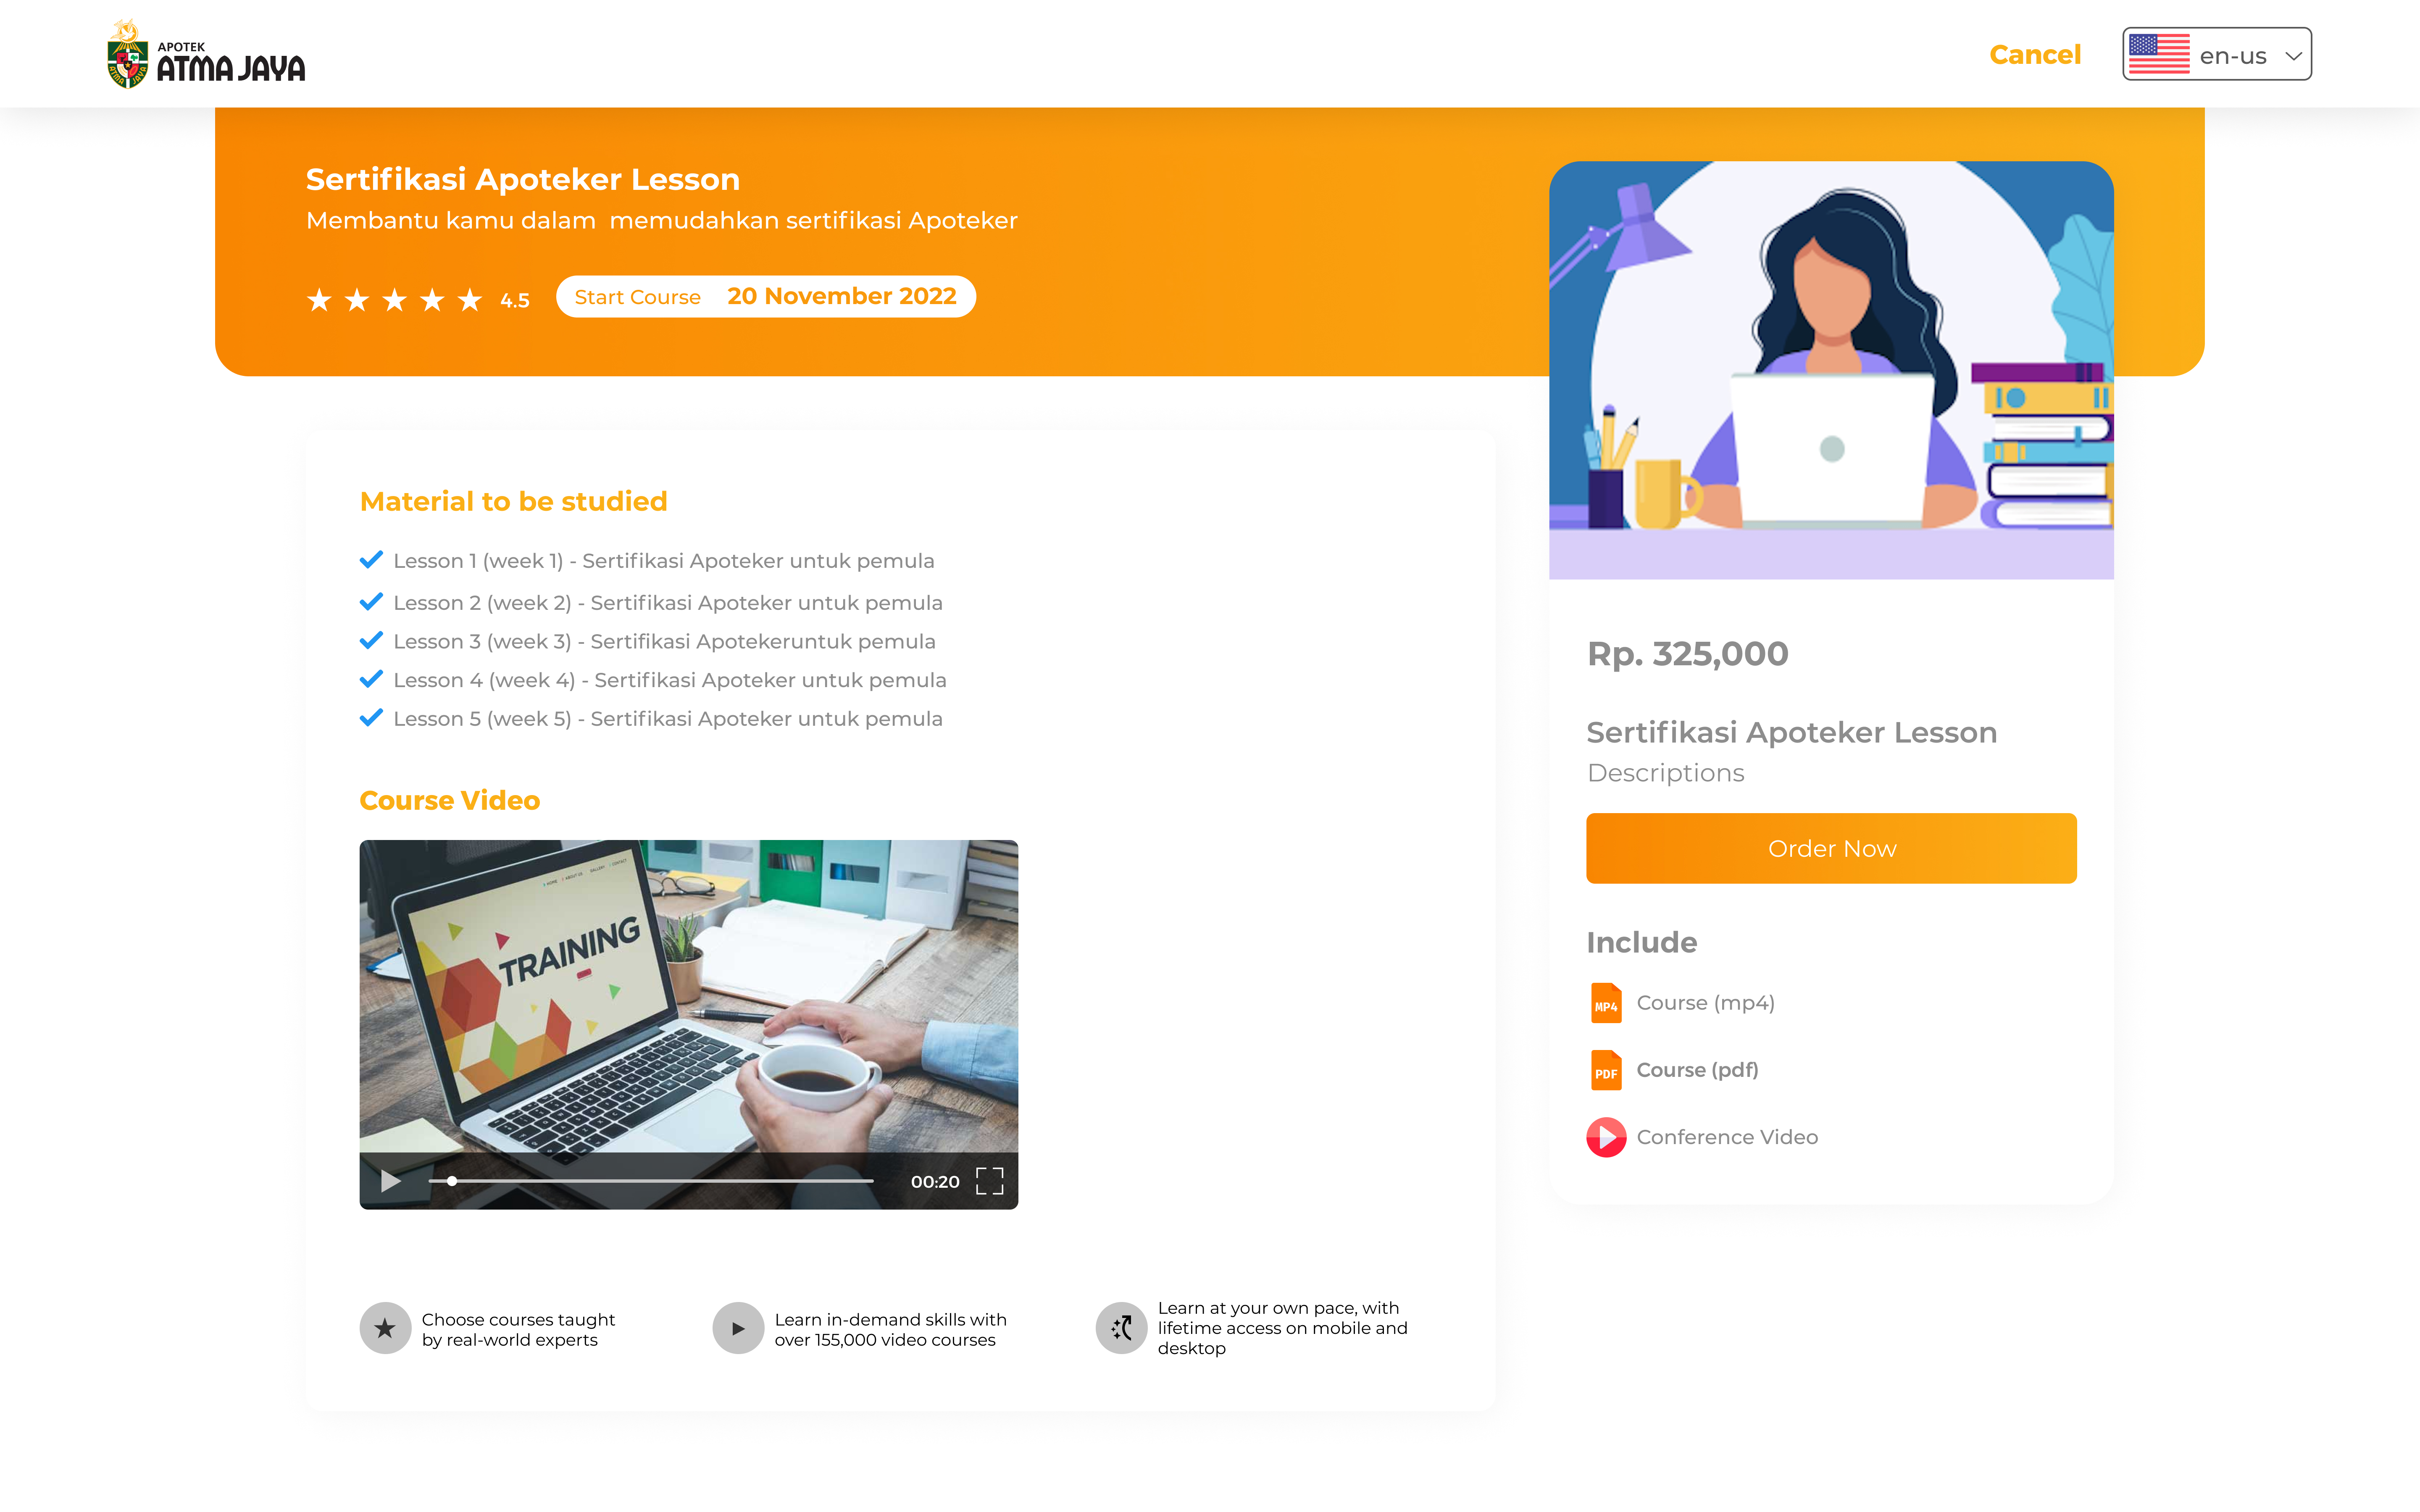 APOTEK
ATMA JAYA
Cancel
en-us
Sertifikasi Apoteker Lesson
Membantu kamu dalam  memudahkan sertifikasi Apoteker
4.5
Start Course 20 November 2022
Material to be studied
Lesson 1 (week 1) - Sertifikasi Apoteker untuk pemula
Lesson 2 (week 2) - Sertifikasi Apoteker untuk pemula
Lesson 3 (week 3) - Sertifikasi Apotekeruntuk pemula
Lesson 4 (week 4) - Sertifikasi Apoteker untuk pemula
Lesson 5 (week 5) - Sertifikasi Apoteker untuk pemula
Course Video
HOME ABOUT US GALLERY CONTACT
TRAINING
00:20
Choose courses taught
by real-world experts
Learn in-demand skills with
over 155,000 video courses
Learn at your own pace, with
lifetime access on mobile and
desktop
Rp. 325,000
Sertifikasi Apoteker Lesson
Descriptions
Order Now
Include
MP4 Course (mp4)
PDF Course (pdf)
Conference Video